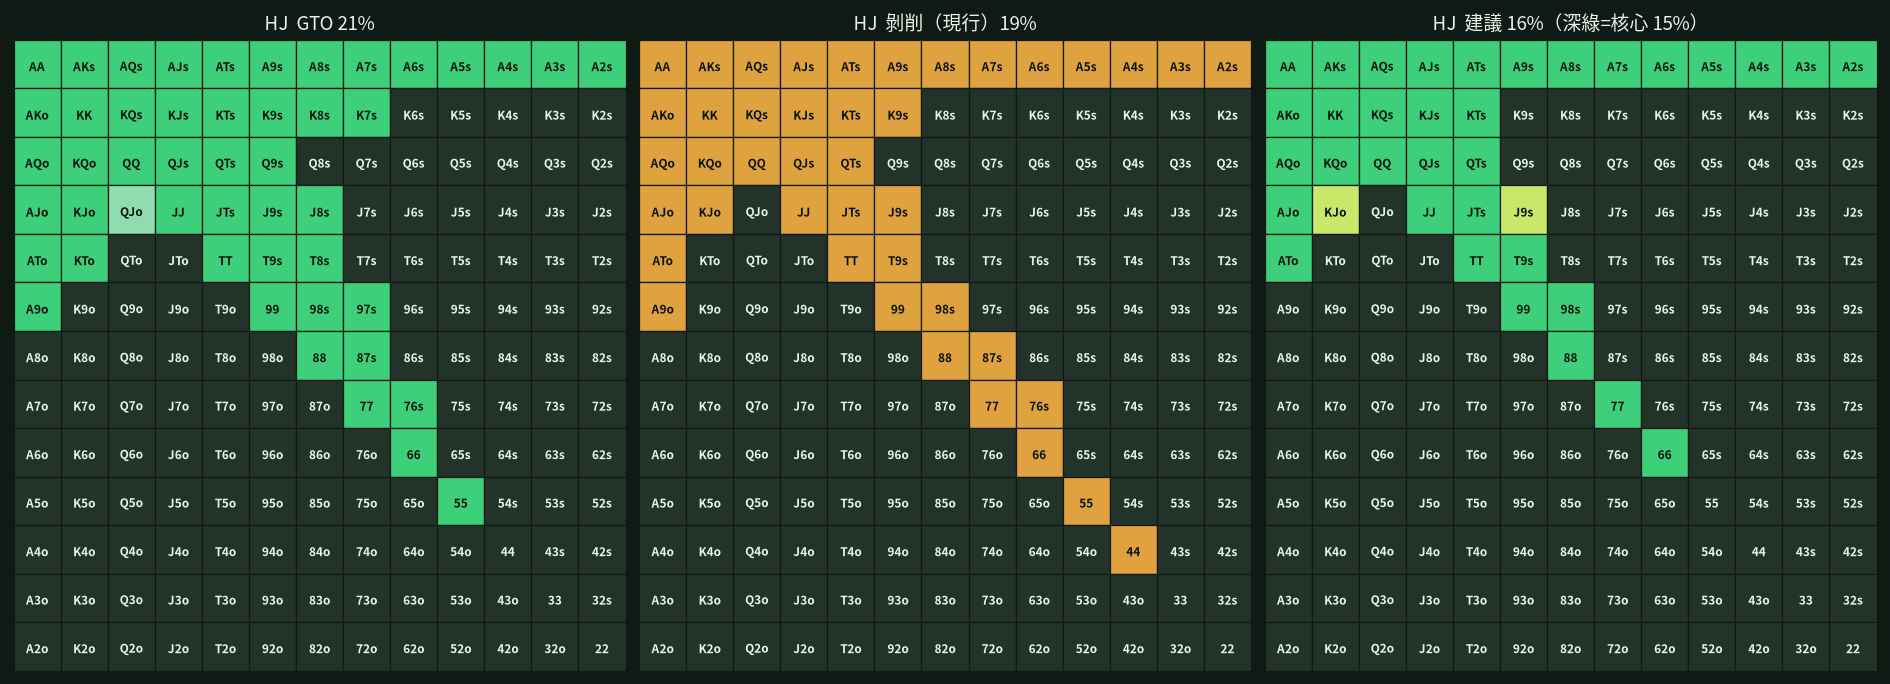 HJ GTO 21%
AA AKs AQs AJs ATs A9s A8s A7s A6s A5s A4s A3s A2s
AKo KK KQs KJs KTs K9s K8s K7s K6s K5s K4s K3s K2s
AQo KQo QQ QJs QTs Q9s Q8s Q7s Q6s Q5s Q4s Q3s Q2s
AJo KJo QJo JJ JTs J9s J8s J7s J6s J5s J4s J3s J2s
ATo KTo QTo JTo TT T9s T8s T7s T6s T5s T4s T3s T2s
A9o K9o Q9o J9o T9o 99 98s 97s 96s 95s 94s 93s 92s
A8o K8o Q8o J8o T8o 98o 88 87s 86s 85s 84s 83s 82s
A7o K7o Q7o J7o T7o 97o 87o 77 76s 75s 74s 73s 72s
A6o K6o Q6o J6o T6o 96o 86o 76o 66 65s 64s 63s 62s
A5o K5o Q5o J5o T5o 95o 85o 75o 65o 55 54s 53s 52s
A4o K4o Q4o J4o T4o 94o 84o 74o 64o 54o 44 43s 42s
A3o K3o Q3o J3o T3o 93o 83o 73o 63o 53o 43o 33 32s
A2o K2o Q2o J2o T2o 92o 82o 72o 62o 52o 42o 32o 22
HJ 剝削（現行）19%
AA AKs AQs AJs ATs A9s A8s A7s A6s A5s A4s A3s A2s
AKo KK KQs KJs KTs K9s K8s K7s K6s K5s K4s K3s K2s
AQo KQo QQ QJs QTs Q9s Q8s Q7s Q6s Q5s Q4s Q3s Q2s
AJo KJo QJo JJ JTs J9s J8s J7s J6s J5s J4s J3s J2s
ATo KTo QTo JTo TT T9s T8s T7s T6s T5s T4s T3s T2s
A9o K9o Q9o J9o T9o 99 98s 97s 96s 95s 94s 93s 92s
A8o K8o Q8o J8o T8o 98o 88 87s 86s 85s 84s 83s 82s
A7o K7o Q7o J7o T7o 97o 87o 77 76s 75s 74s 73s 72s
A6o K6o Q6o J6o T6o 96o 86o 76o 66 65s 64s 63s 62s
A5o K5o Q5o J5o T5o 95o 85o 75o 65o 55 54s 53s 52s
A4o K4o Q4o J4o T4o 94o 84o 74o 64o 54o 44 43s 42s
A3o K3o Q3o J3o T3o 93o 83o 73o 63o 53o 43o 33 32s
A2o K2o Q2o J2o T2o 92o 82o 72o 62o 52o 42o 32o 22
HJ 建議 16%（深綠=核心 15%）
AA AKs AQs AJs ATs A9s A8s A7s A6s A5s A4s A3s A2s
AKo KK KQs KJs KTs K9s K8s K7s K6s K5s K4s K3s K2s
AQo KQo QQ QJs QTs Q9s Q8s Q7s Q6s Q5s Q4s Q3s Q2s
AJo KJo QJo JJ JTs J9s J8s J7s J6s J5s J4s J3s J2s
ATo KTo QTo JTo TT T9s T8s T7s T6s T5s T4s T3s T2s
A9o K9o Q9o J9o T9o 99 98s 97s 96s 95s 94s 93s 92s
A8o K8o Q8o J8o T8o 98o 88 87s 86s 85s 84s 83s 82s
A7o K7o Q7o J7o T7o 97o 87o 77 76s 75s 74s 73s 72s
A6o K6o Q6o J6o T6o 96o 86o 76o 66 65s 64s 63s 62s
A5o K5o Q5o J5o T5o 95o 85o 75o 65o 55 54s 53s 52s
A4o K4o Q4o J4o T4o 94o 84o 74o 64o 54o 44 43s 42s
A3o K3o Q3o J3o T3o 93o 83o 73o 63o 53o 43o 33 32s
A2o K2o Q2o J2o T2o 92o 82o 72o 62o 52o 42o 32o 22